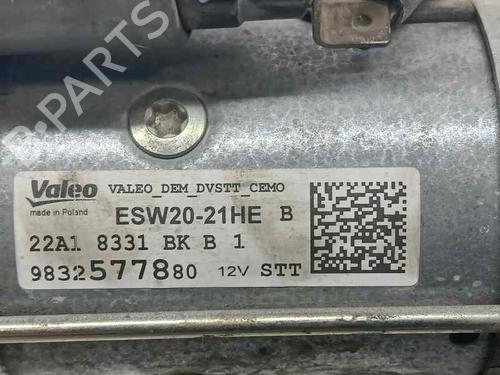 Valeo VALEO_DEM_DVSTT_CEMO
made in Poland ESW20-21HE B
22A1 8331 BK B 1
9832577880 12V STT
B-PARTS